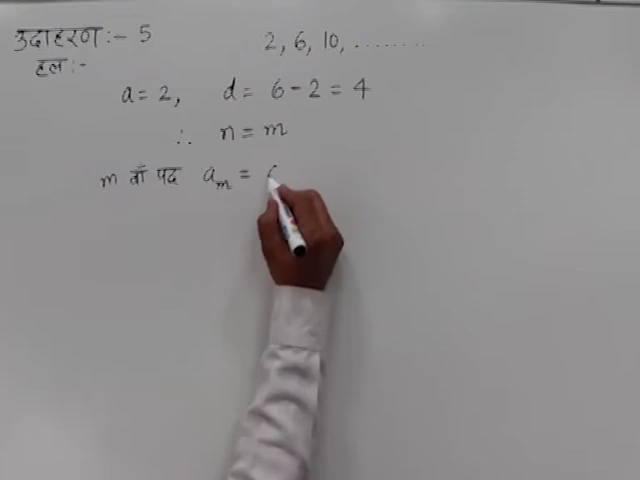 उदाहरण:- 5 2, 6, 10, ........
हल:-
a = 2, d = 6 - 2 = 4
∴ n = m
m वाँ पद a_m =